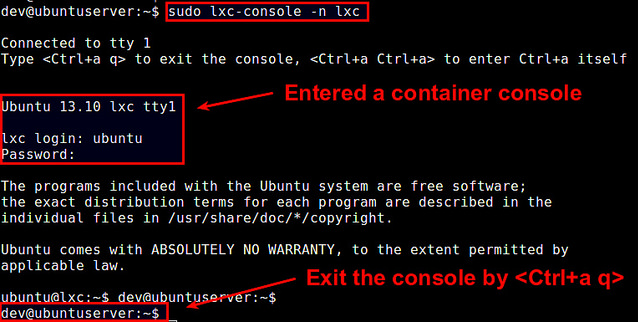 dev@ubuntuserver:~$ sudo lxc-console -n lxc
Connected to tty 1
Type <Ctrl+a q> to exit the console, <Ctrl+a Ctrl+a> to enter Ctrl+a itself
Entered a container console
Ubuntu 13.10 lxc tty1
lxc login: ubuntu
Password:
The programs included with the Ubuntu system are free software;
the exact distribution terms for each program are described in the
individual files in /usr/share/doc/*/copyright.
Ubuntu comes with ABSOLUTELY NO WARRANTY, to the extent permitted by
applicable law.
Exit the console by <Ctrl+a q>
ubuntu@lxc:~$ dev@ubuntuserver:~$
dev@ubuntuserver:~$